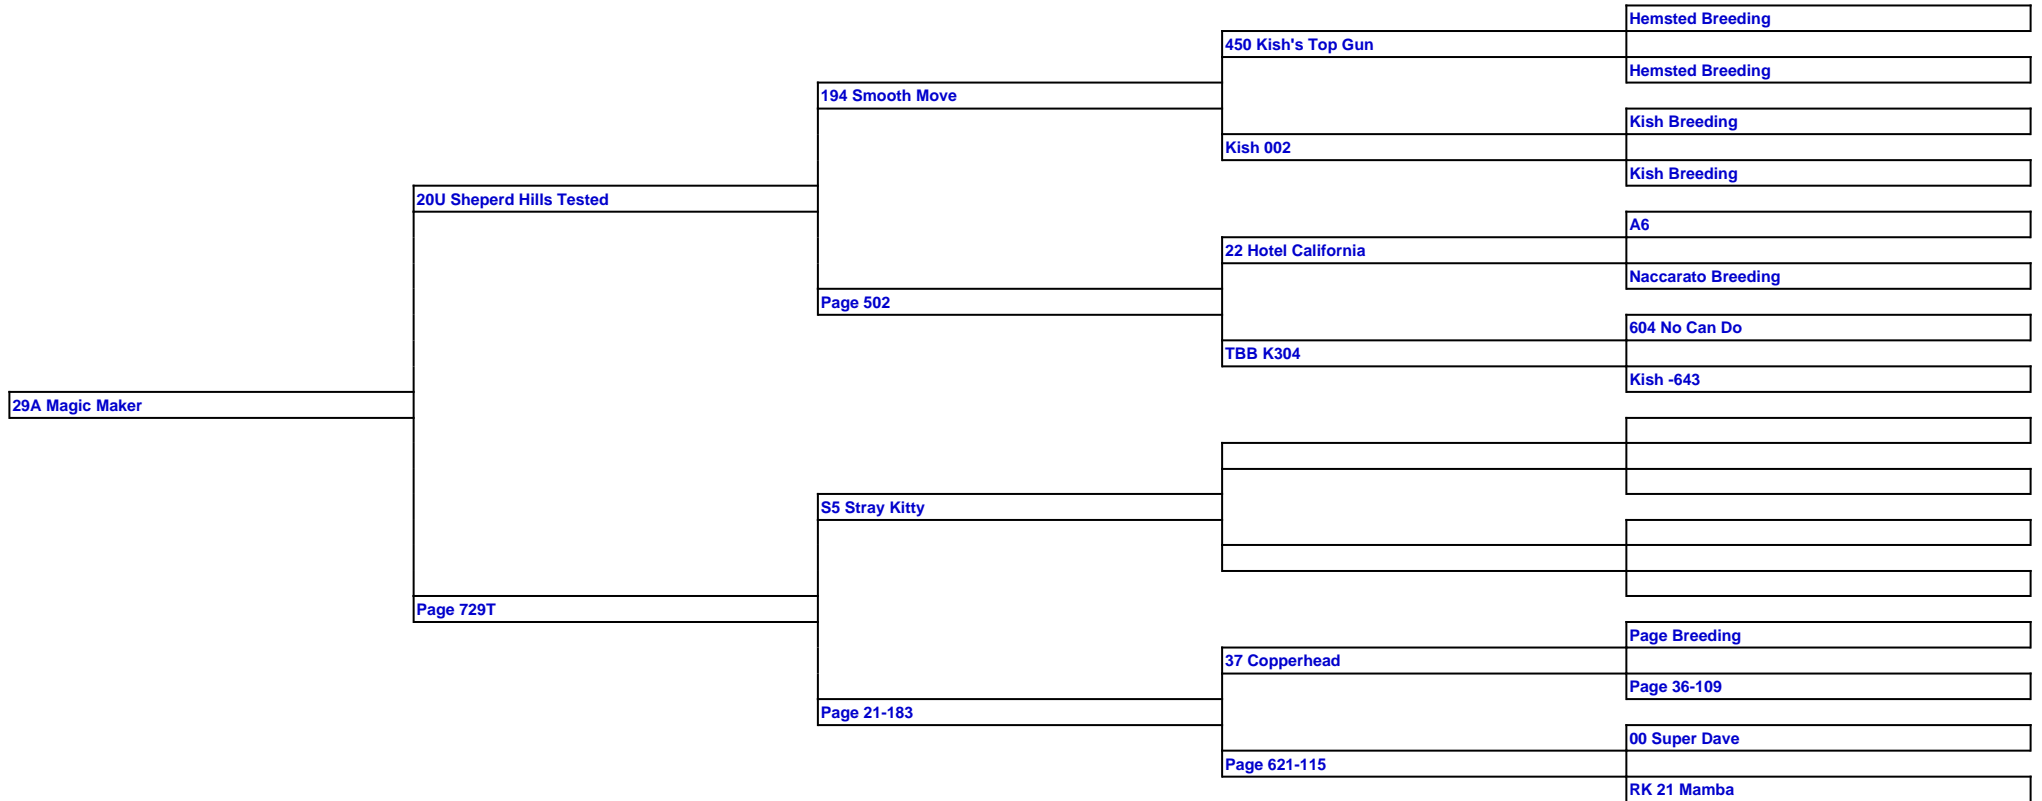 Hemsted Breeding
450 Kish's Top Gun
Hemsted Breeding
194 Smooth Move
Kish Breeding
Kish 002
Kish Breeding
20U Sheperd Hills Tested
A6
22 Hotel California
Naccarato Breeding
Page 502
604 No Can Do
TBB K304
Kish -643
29A Magic Maker
S5 Stray Kitty
Page 729T
Page Breeding
37 Copperhead
Page 36-109
Page 21-183
00 Super Dave
Page 621-115
RK 21 Mamba